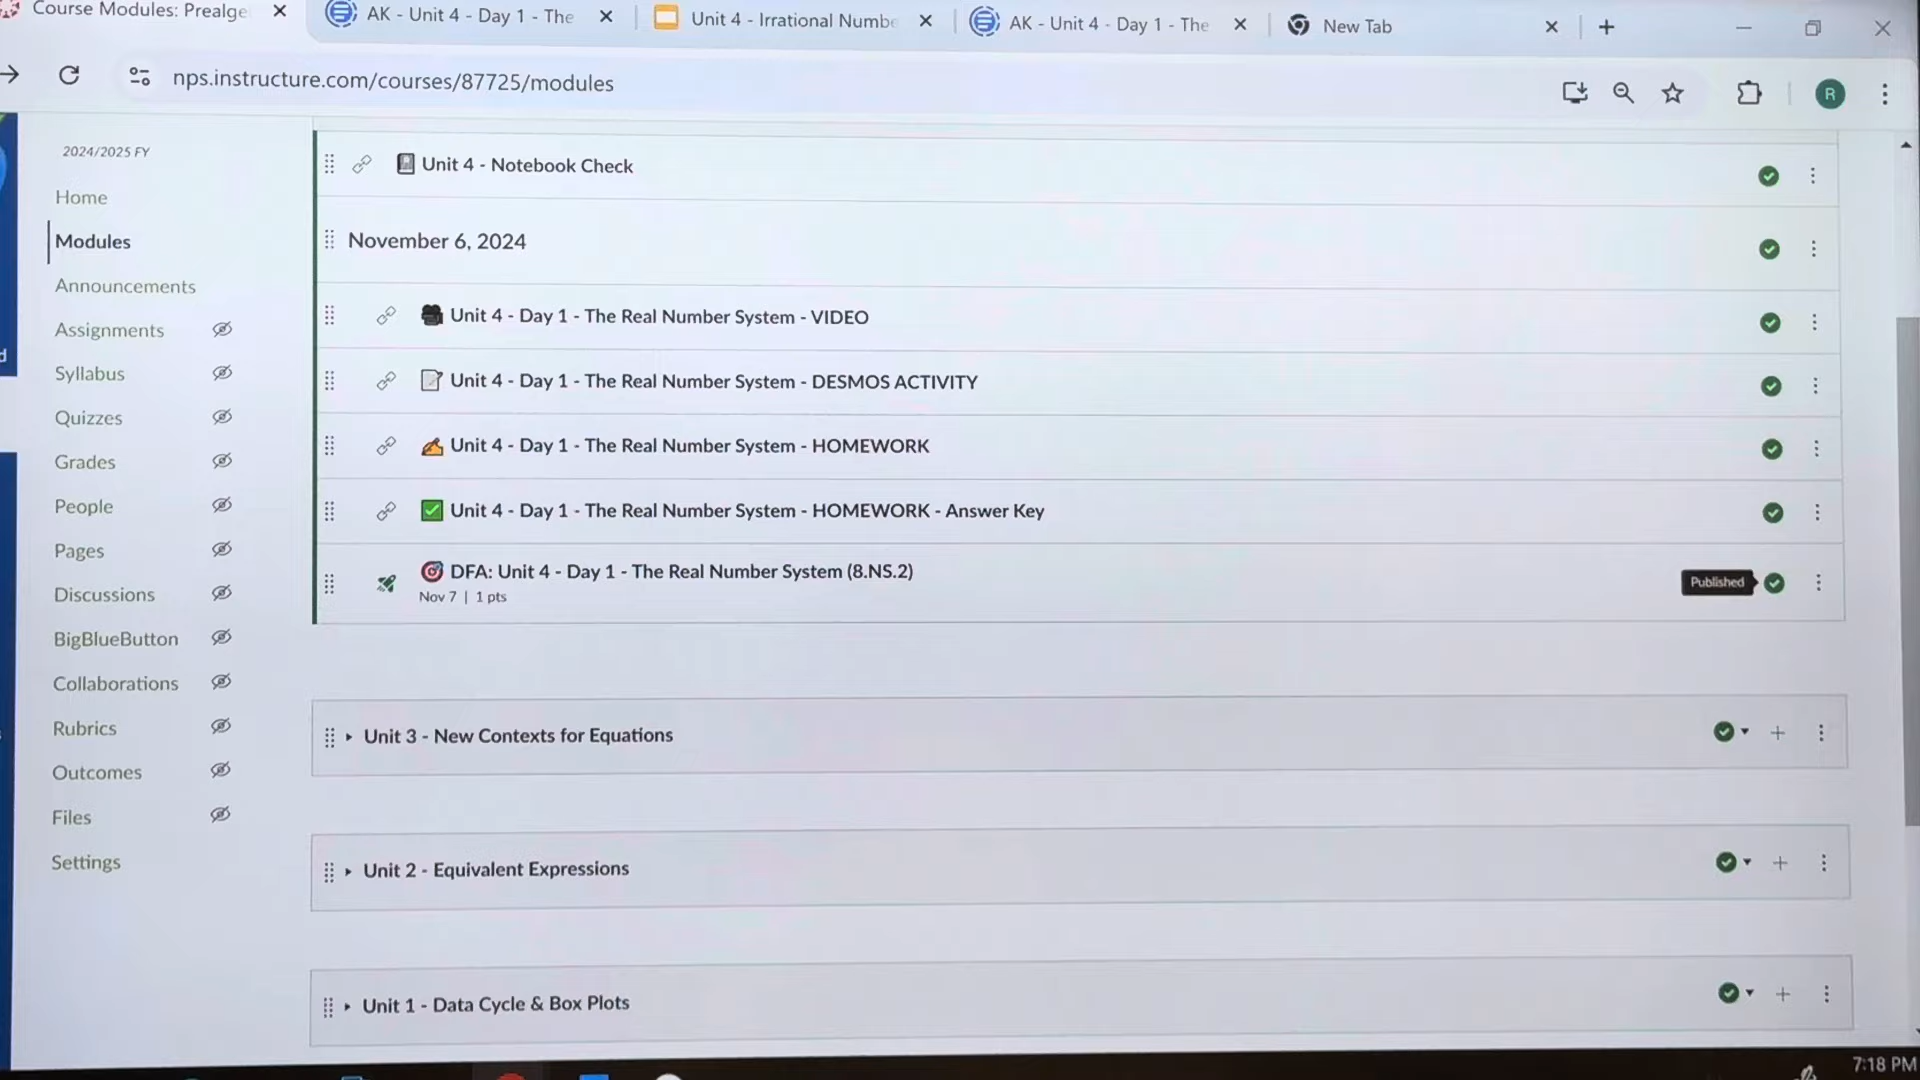 Course Modules: Prealge
AK - Unit 4 - Day 1 - The
Unit 4 - Irrational Numbe
AK - Unit 4 - Day 1 - The
New Tab
nps.instructure.com/courses/87725/modules
R
2024/2025 FY
Home
Modules
Announcements
Assignments
Syllabus
Quizzes
Grades
People
Pages
Discussions
BigBlueButton
Collaborations
Rubrics
Outcomes
Files
Settings
Unit 4 - Notebook Check
November 6, 2024
Unit 4 - Day 1 - The Real Number System - VIDEO
Unit 4 - Day 1 - The Real Number System - DESMOS ACTIVITY
Unit 4 - Day 1 - The Real Number System - HOMEWORK
Unit 4 - Day 1 - The Real Number System - HOMEWORK - Answer Key
DFA: Unit 4 - Day 1 - The Real Number System (8.NS.2)
Nov 7 | 1 pts
Published
Unit 3 - New Contexts for Equations
Unit 2 - Equivalent Expressions
Unit 1 - Data Cycle & Box Plots
7:18 PM